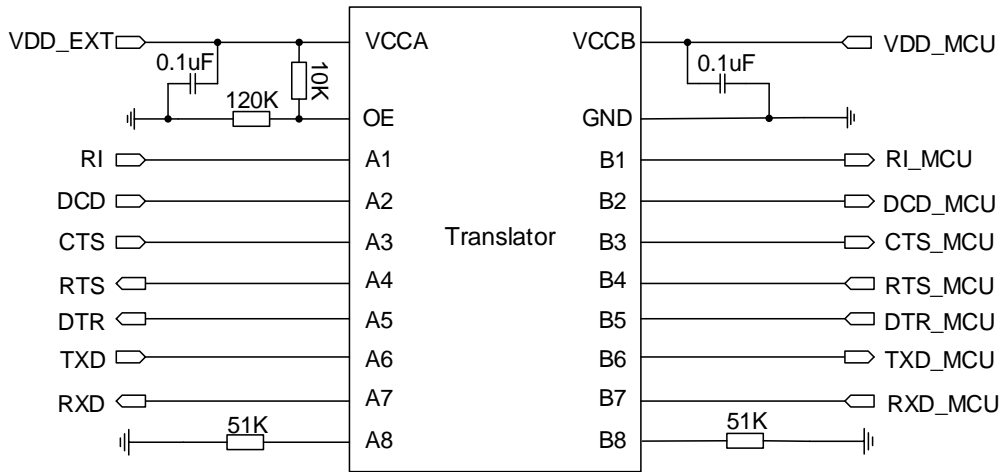 VDD_EXT VCCA VCCB VDD_MCU
0.1uF 10K 0.1uF
120K
OE GND
RI A1 B1 RI_MCU
DCD A2 B2 DCD_MCU
CTS A3 Translator B3 CTS_MCU
RTS A4 B4 RTS_MCU
DTR A5 B5 DTR_MCU
TXD A6 B6 TXD_MCU
RXD A7 B7 RXD_MCU
51K A8 B8 51K